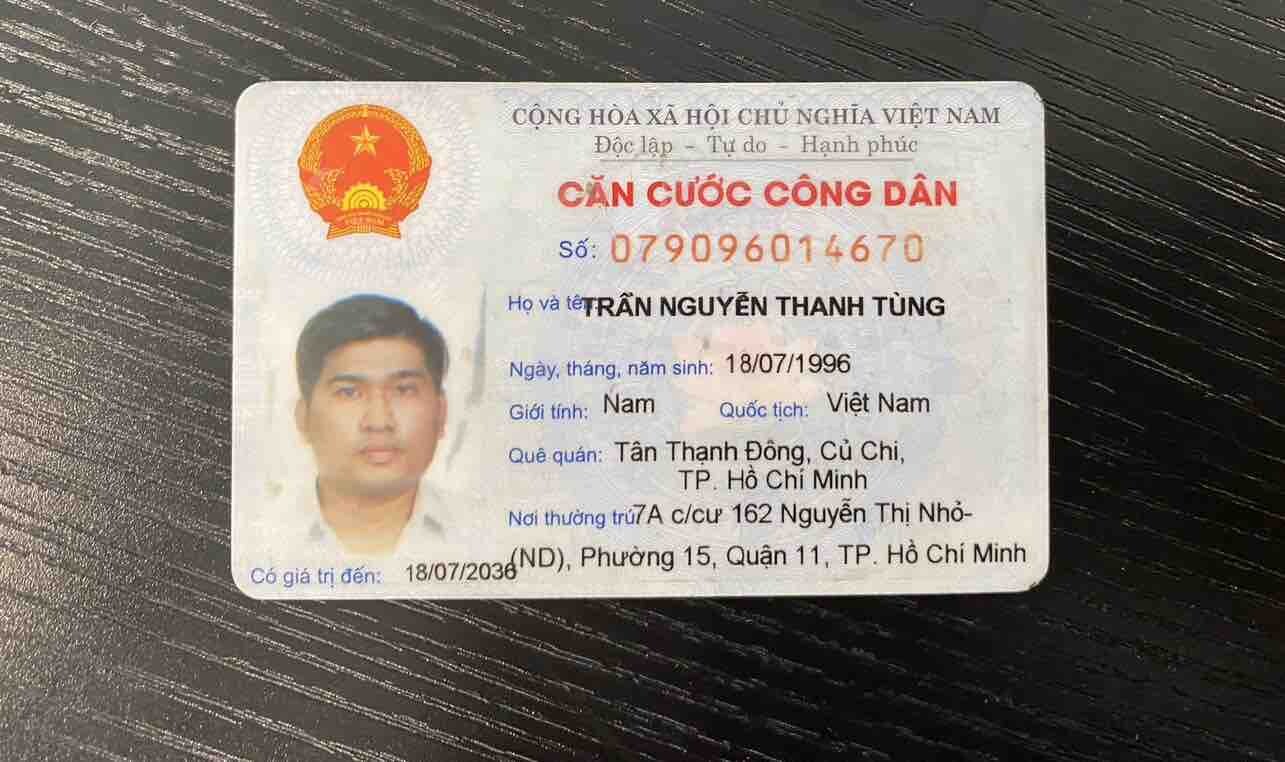 CỘNG HÒA XÃ HỘI CHỦ NGHĨA VIỆT NAM
Độc lập - Tự do - Hạnh phúc
CĂN CƯỚC CÔNG DÂN
Số: 079096014670
Họ và tên: TRẦN NGUYỄN THANH TÙNG
Ngày, tháng, năm sinh: 18/07/1996
Giới tính: Nam Quốc tịch: Việt Nam
Quê quán: Tân Thạnh Đông, Củ Chi,
TP. Hồ Chí Minh
Nơi thường trú: 7A c/cư 162 Nguyễn Thị Nhỏ-
(ND), Phường 15, Quận 11, TP. Hồ Chí Minh
Có giá trị đến: 18/07/2036
VIỆT NAM